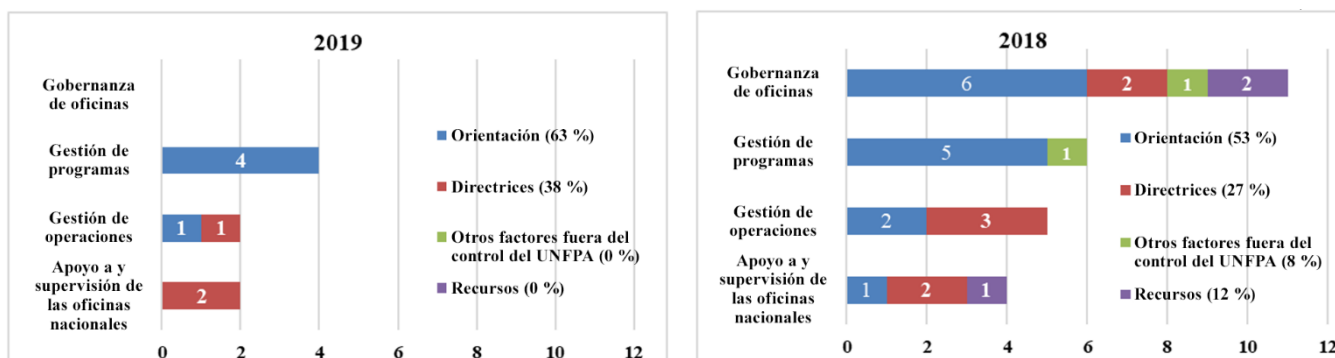 2019
Gobernanza
de oficinas
Gestión de
programas
4
Gestión de
operaciones
1 1
Apoyo a y
supervisión de
las oficinas
nacionales
2
0 2 4 6 8 10 12
Orientación (63 %)
Directrices (38 %)
Otros factores fuera del
control del UNFPA (0 %)
Recursos (0 %)
2018
Gobernanza
de oficinas
6 2 1 2
Gestión de
programas
5 1
Gestión de
operaciones
2 3
Apoyo a y
supervisión de
las oficinas
nacionales
1 2 1
0 2 4 6 8 10 12
Orientación (53 %)
Directrices (27 %)
Otros factores fuera del
control del UNFPA (8 %)
Recursos (12 %)